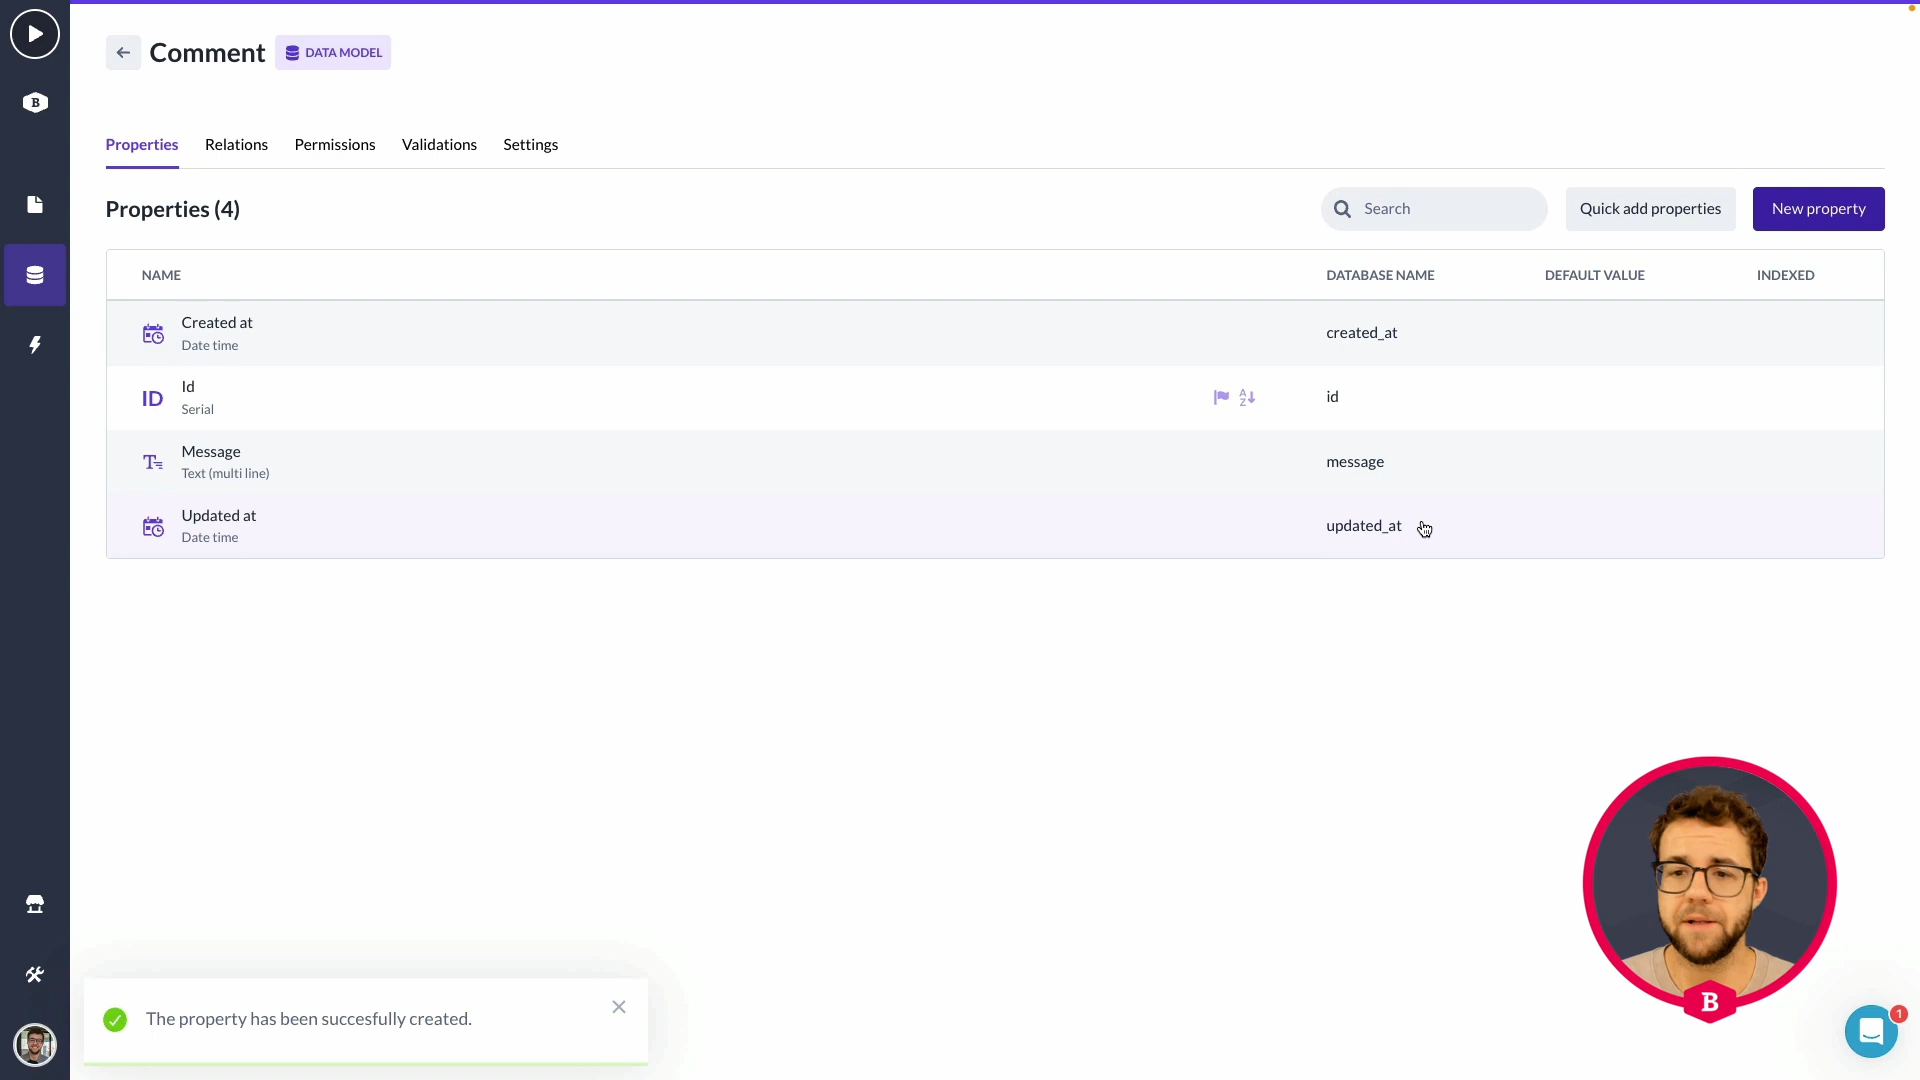 B
Comment
DATA MODEL
Properties
Relations
Permissions
Validations
Settings
Properties (4)
Search
Quick add properties
New property
NAME
DATABASE NAME
DEFAULT VALUE
INDEXED
Created at
Date time
created_at
ID
Id
Serial
A
Z
id
Message
Text (multi line)
message
Updated at
Date time
updated_at
The property has been succesfully created.
B
1